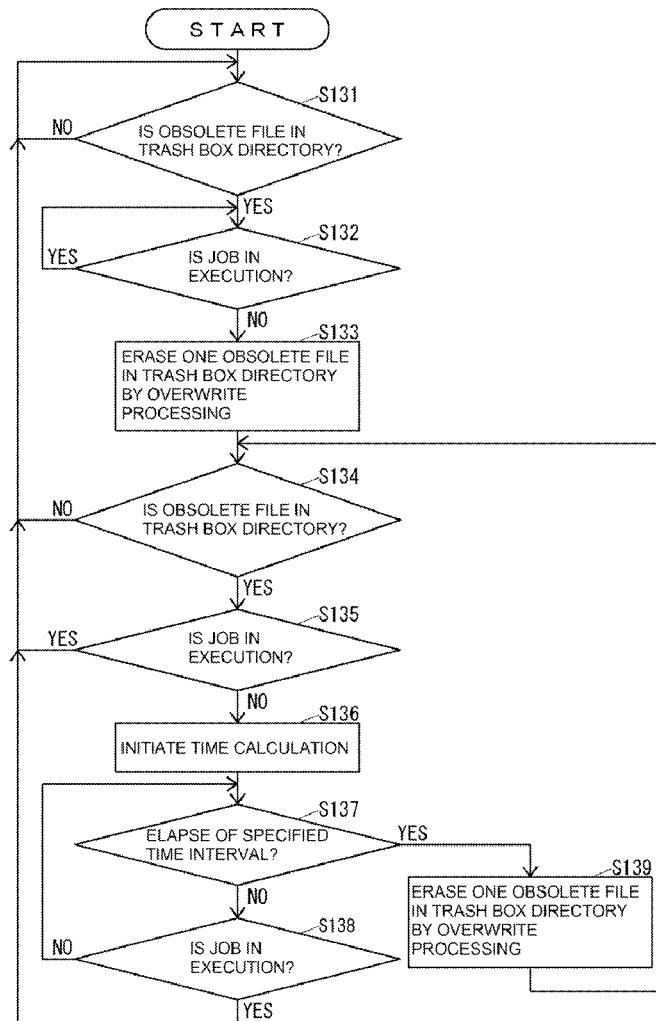 START
S131
NO
IS OBSOLETE FILE IN
TRASH BOX DIRECTORY?
YES
S132
YES
IS JOB IN
EXECUTION?
NO
S133
ERASE ONE OBSOLETE FILE
IN TRASH BOX DIRECTORY
BY OVERWRITE
PROCESSING
S134
NO
IS OBSOLETE FILE IN
TRASH BOX DIRECTORY?
YES
S135
YES
IS JOB IN
EXECUTION?
NO
S136
INITIATE TIME CALCULATION
S137
ELAPSE OF SPECIFIED
TIME INTERVAL?
YES
NO
S139
ERASE ONE OBSOLETE FILE
IN TRASH BOX DIRECTORY
BY OVERWRITE
PROCESSING
S138
NO
IS JOB IN
EXECUTION?
YES